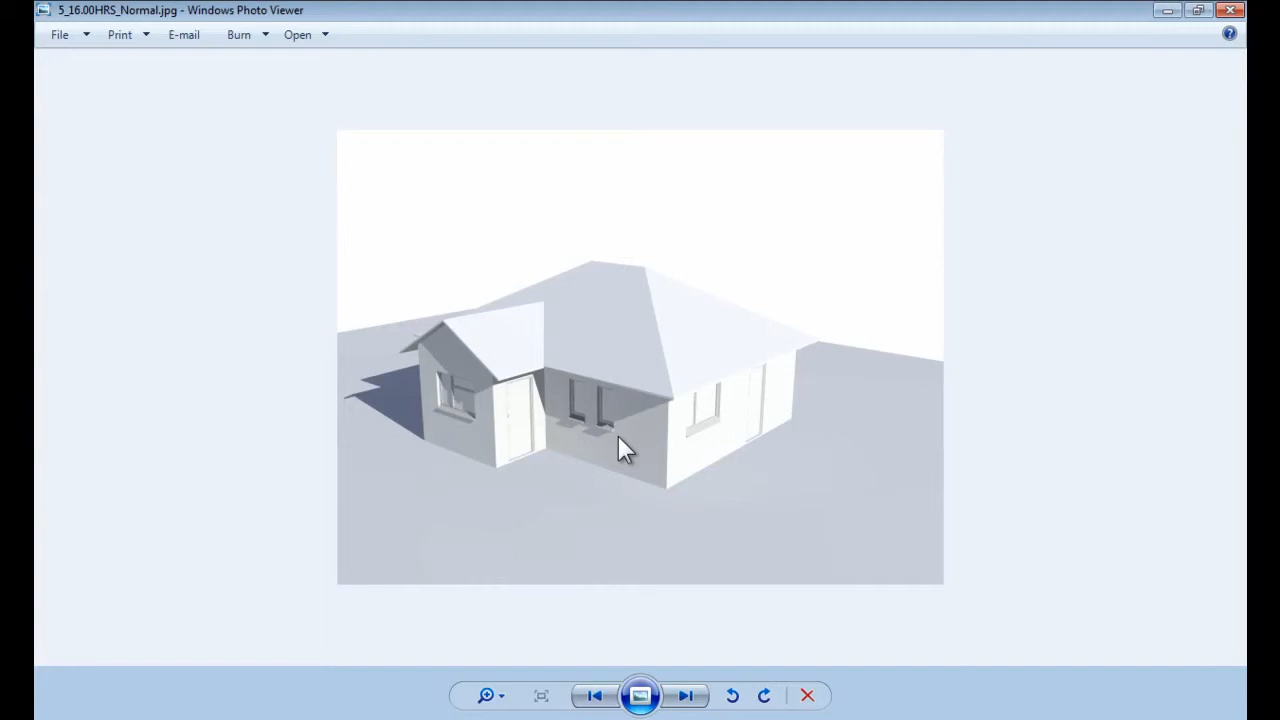 5_16.00HRS_Normal.jpg - Windows Photo Viewer
File Print E-mail Burn Open